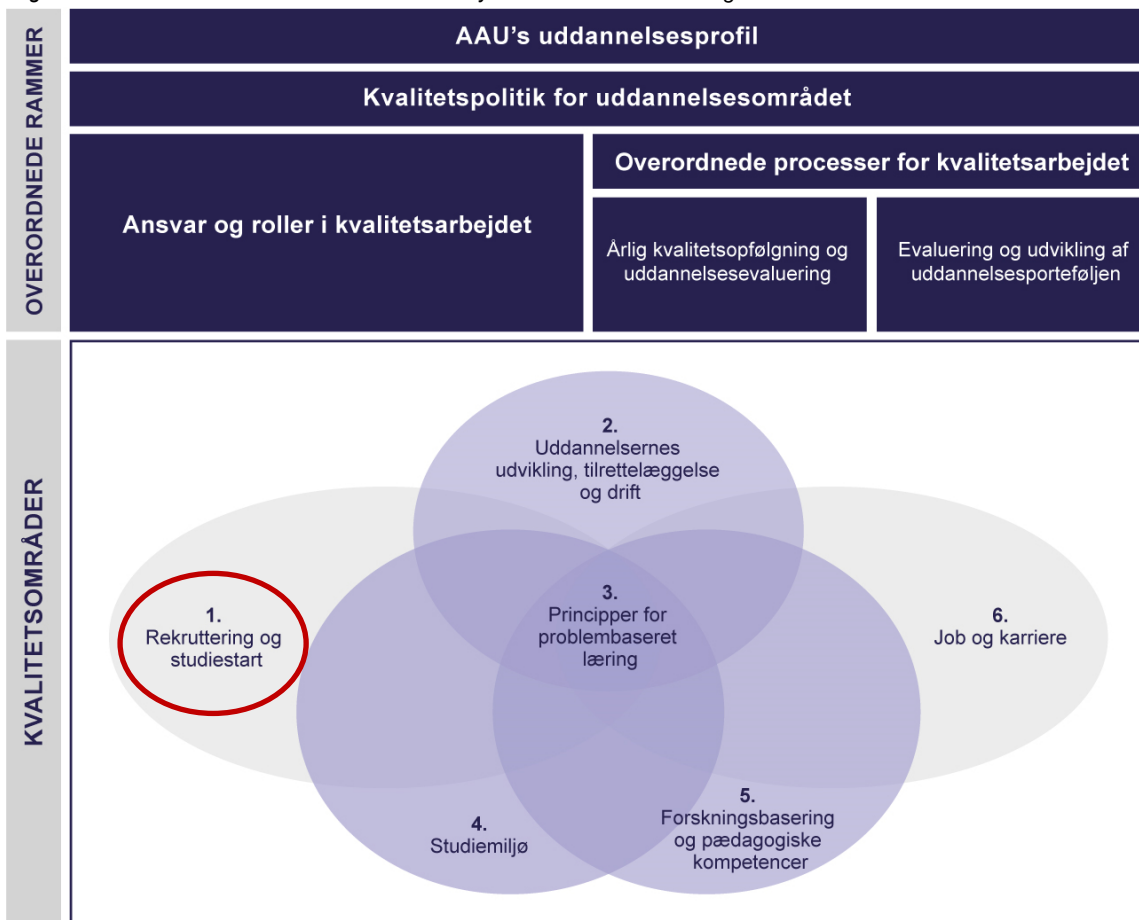 AAU's uddannelsesprofil
OVERORDNEDE RAMMER
Kvalitetspolitik for uddannelsesområdet
Ansvar og roller i kvalitetsarbejdet
Overordnede processer for kvalitetsarbejdet
Årlig kvalitetsopfølgning og
uddannelsesevaluering
Evaluering og udvikling af
uddannelsesporteføljen
KVALITETSOMRÅDER
1.
Rekruttering og
studiestart
2.
Uddannelsernes
udvikling, tilrettelæggelse
og drift
3.
Principper for
problembaseret
læring
4.
Studiemiljø
5.
Forskningsbasering
og pædagogiske
kompetencer
6.
Job og karriere